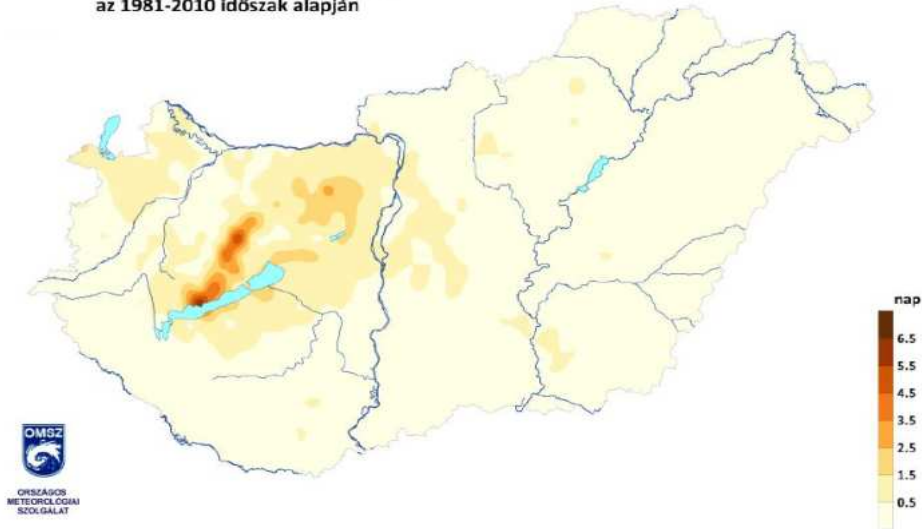 az 1981-2010 időszak alapján
nap
6.5
5.5
4.5
3.5
2.5
1.5
0.5
OMSZ
ORSZÁGOS
METEOROLÓGIAI
SZOLGÁLAT